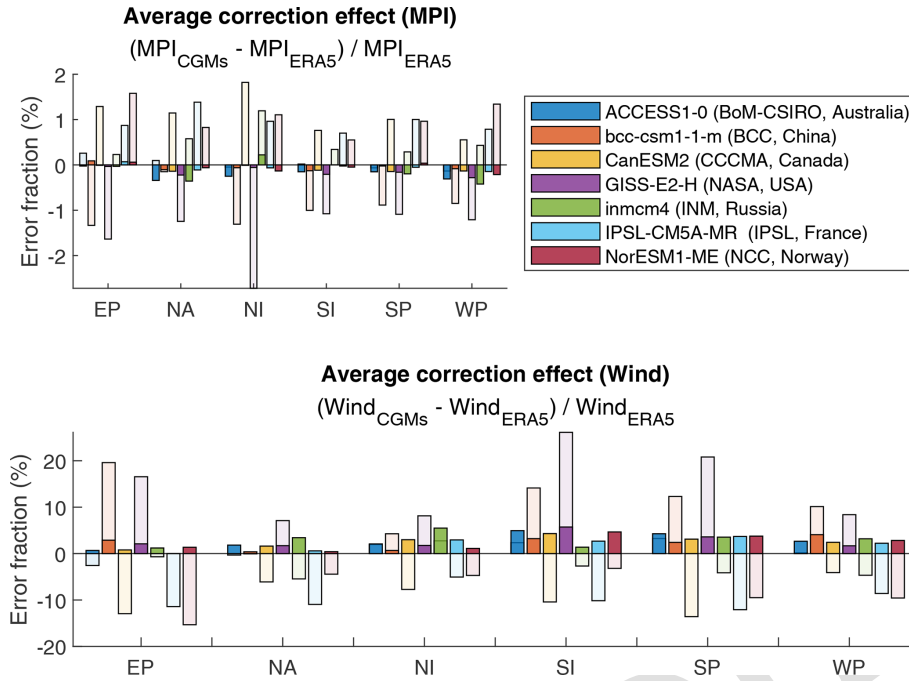 Average correction effect (MPI)
(MPI_CGMs - MPI_ERA5) / MPI_ERA5
Error fraction (%)
2
1
0
-1
-2
EP NA NI SI SP WP
ACCESS1-0 (BoM-CSIRO, Australia)
bcc-csm1-1-m (BCC, China)
CanESM2 (CCCMA, Canada)
GISS-E2-H (NASA, USA)
inmcm4 (INM, Russia)
IPSL-CM5A-MR (IPSL, France)
NorESM1-ME (NCC, Norway)
Average correction effect (Wind)
(Wind_CGMs - Wind_ERA5) / Wind_ERA5
Error fraction (%)
20
10
0
-10
-20
EP NA NI SI SP WP